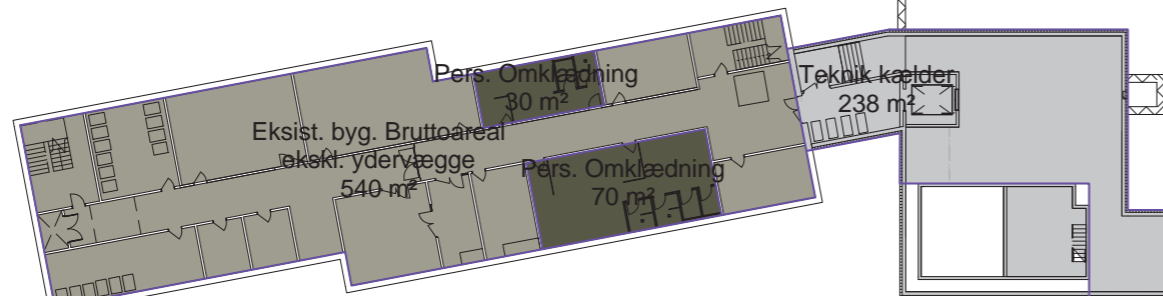 Pers. Omklædning
30 m²
Teknik kælder
238 m²
Eksist. byg. Bruttoareal
ekskl. ydervægge
540 m²
Pers. Omklædning
70 m²